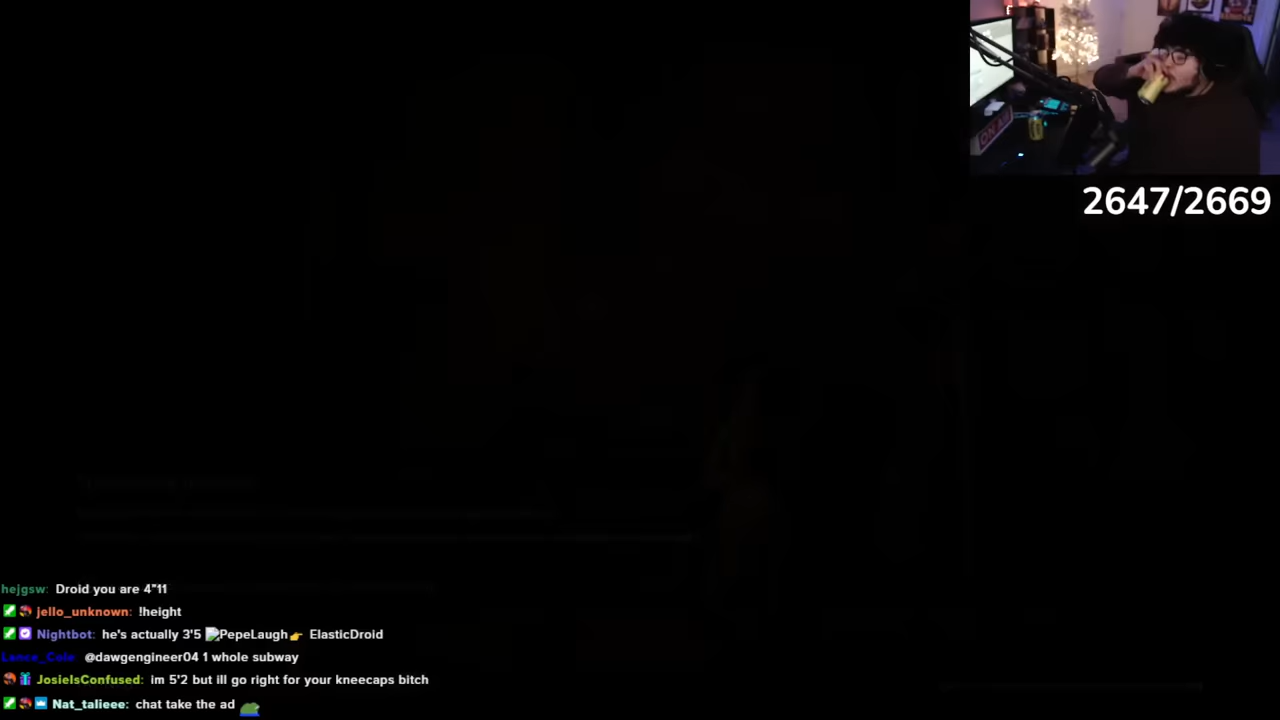 ON AIR
2647/2669
hejgsw: Droid you are 4"11
jello_unknown: !height
Nightbot: he's actually 3'5 PepeLaugh👉 ElasticDroid
Lance_Cole @dawgengineer04 1 whole subway
JosieIsConfused: im 5'2 but ill go right for your kneecaps bitch
Nat_talieee: chat take the ad